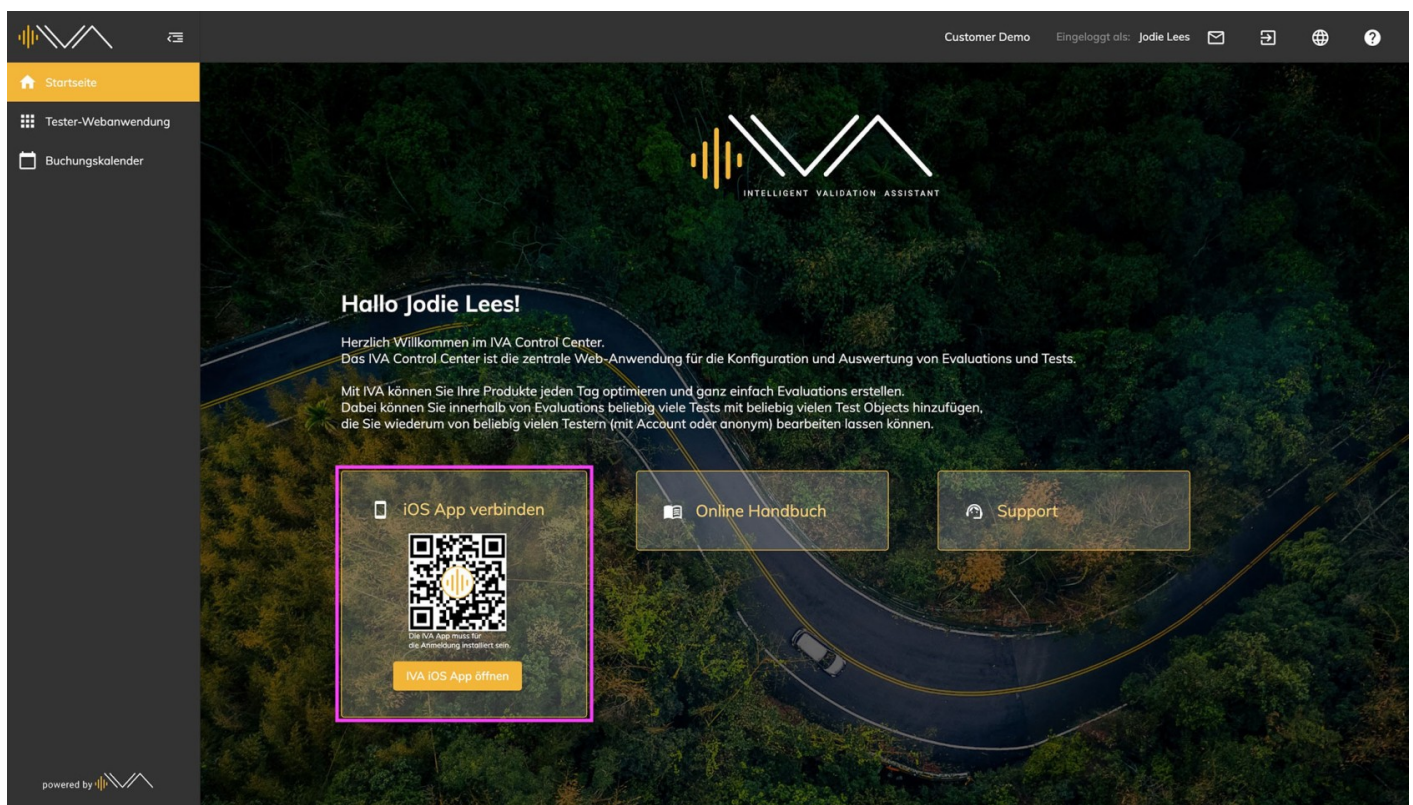 IVA
Customer Demo
Eingeloggt als: Jodie Lees
Startseite
Tester-Webanwendung
Buchungskalender
IVA
INTELLIGENT VALIDATION ASSISTANT
Hallo Jodie Lees!
Herzlich Willkommen im IVA Control Center.
Das IVA Control Center ist die zentrale Web-Anwendung für die Konfiguration und Auswertung von Evaluations und Tests.
Mit IVA können Sie Ihre Produkte jeden Tag optimieren und ganz einfach Evaluations erstellen.
Dabei können Sie innerhalb von Evaluations beliebig viele Tests mit beliebig vielen Test Objects hinzufügen,
die Sie wiederum von beliebig vielen Testern (mit Account oder anonym) bearbeiten lassen können.
iOS App verbinden
Die IVA App muss für
die Anmeldung installiert sein.
IVA iOS App öffnen
Online Handbuch
Support
powered by IVA